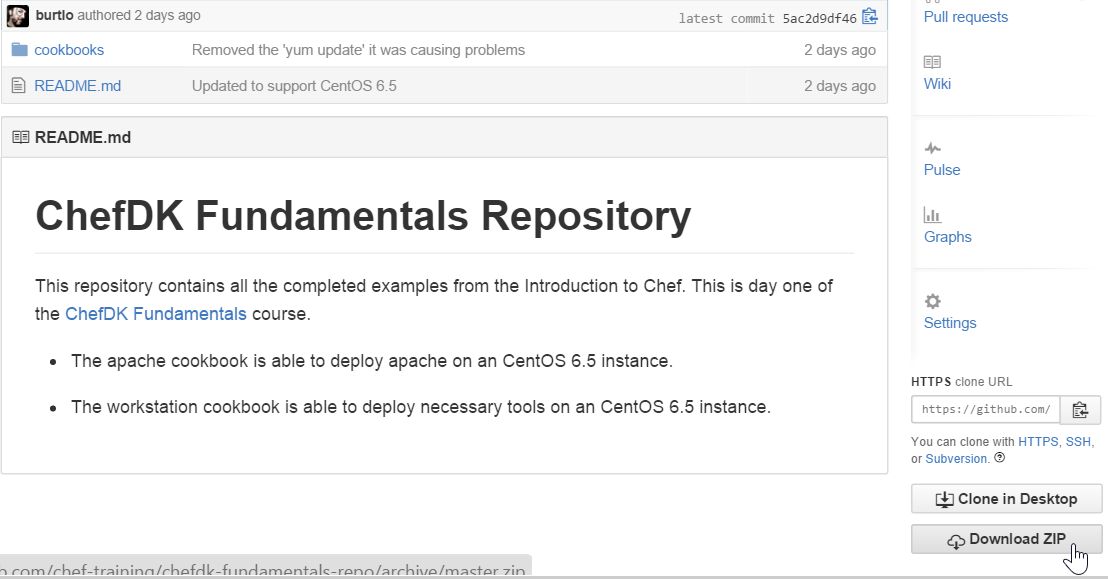 burtlo authored 2 days ago
latest commit 5ac2d9df46
cookbooks Removed the 'yum update' it was causing problems 2 days ago
README.md Updated to support CentOS 6.5 2 days ago
README.md
ChefDK Fundamentals Repository
This repository contains all the completed examples from the Introduction to Chef. This is day one of
the ChefDK Fundamentals course.
• The apache cookbook is able to deploy apache on an CentOS 6.5 instance.
• The workstation cookbook is able to deploy necessary tools on an CentOS 6.5 instance.
b.com/chef-training/chefdk-fundamentals-repo/archive/master.zip
Pull requests
Wiki
Pulse
Graphs
Settings
HTTPS clone URL
https://github.com/
You can clone with HTTPS, SSH,
or Subversion.
Clone in Desktop
Download ZIP